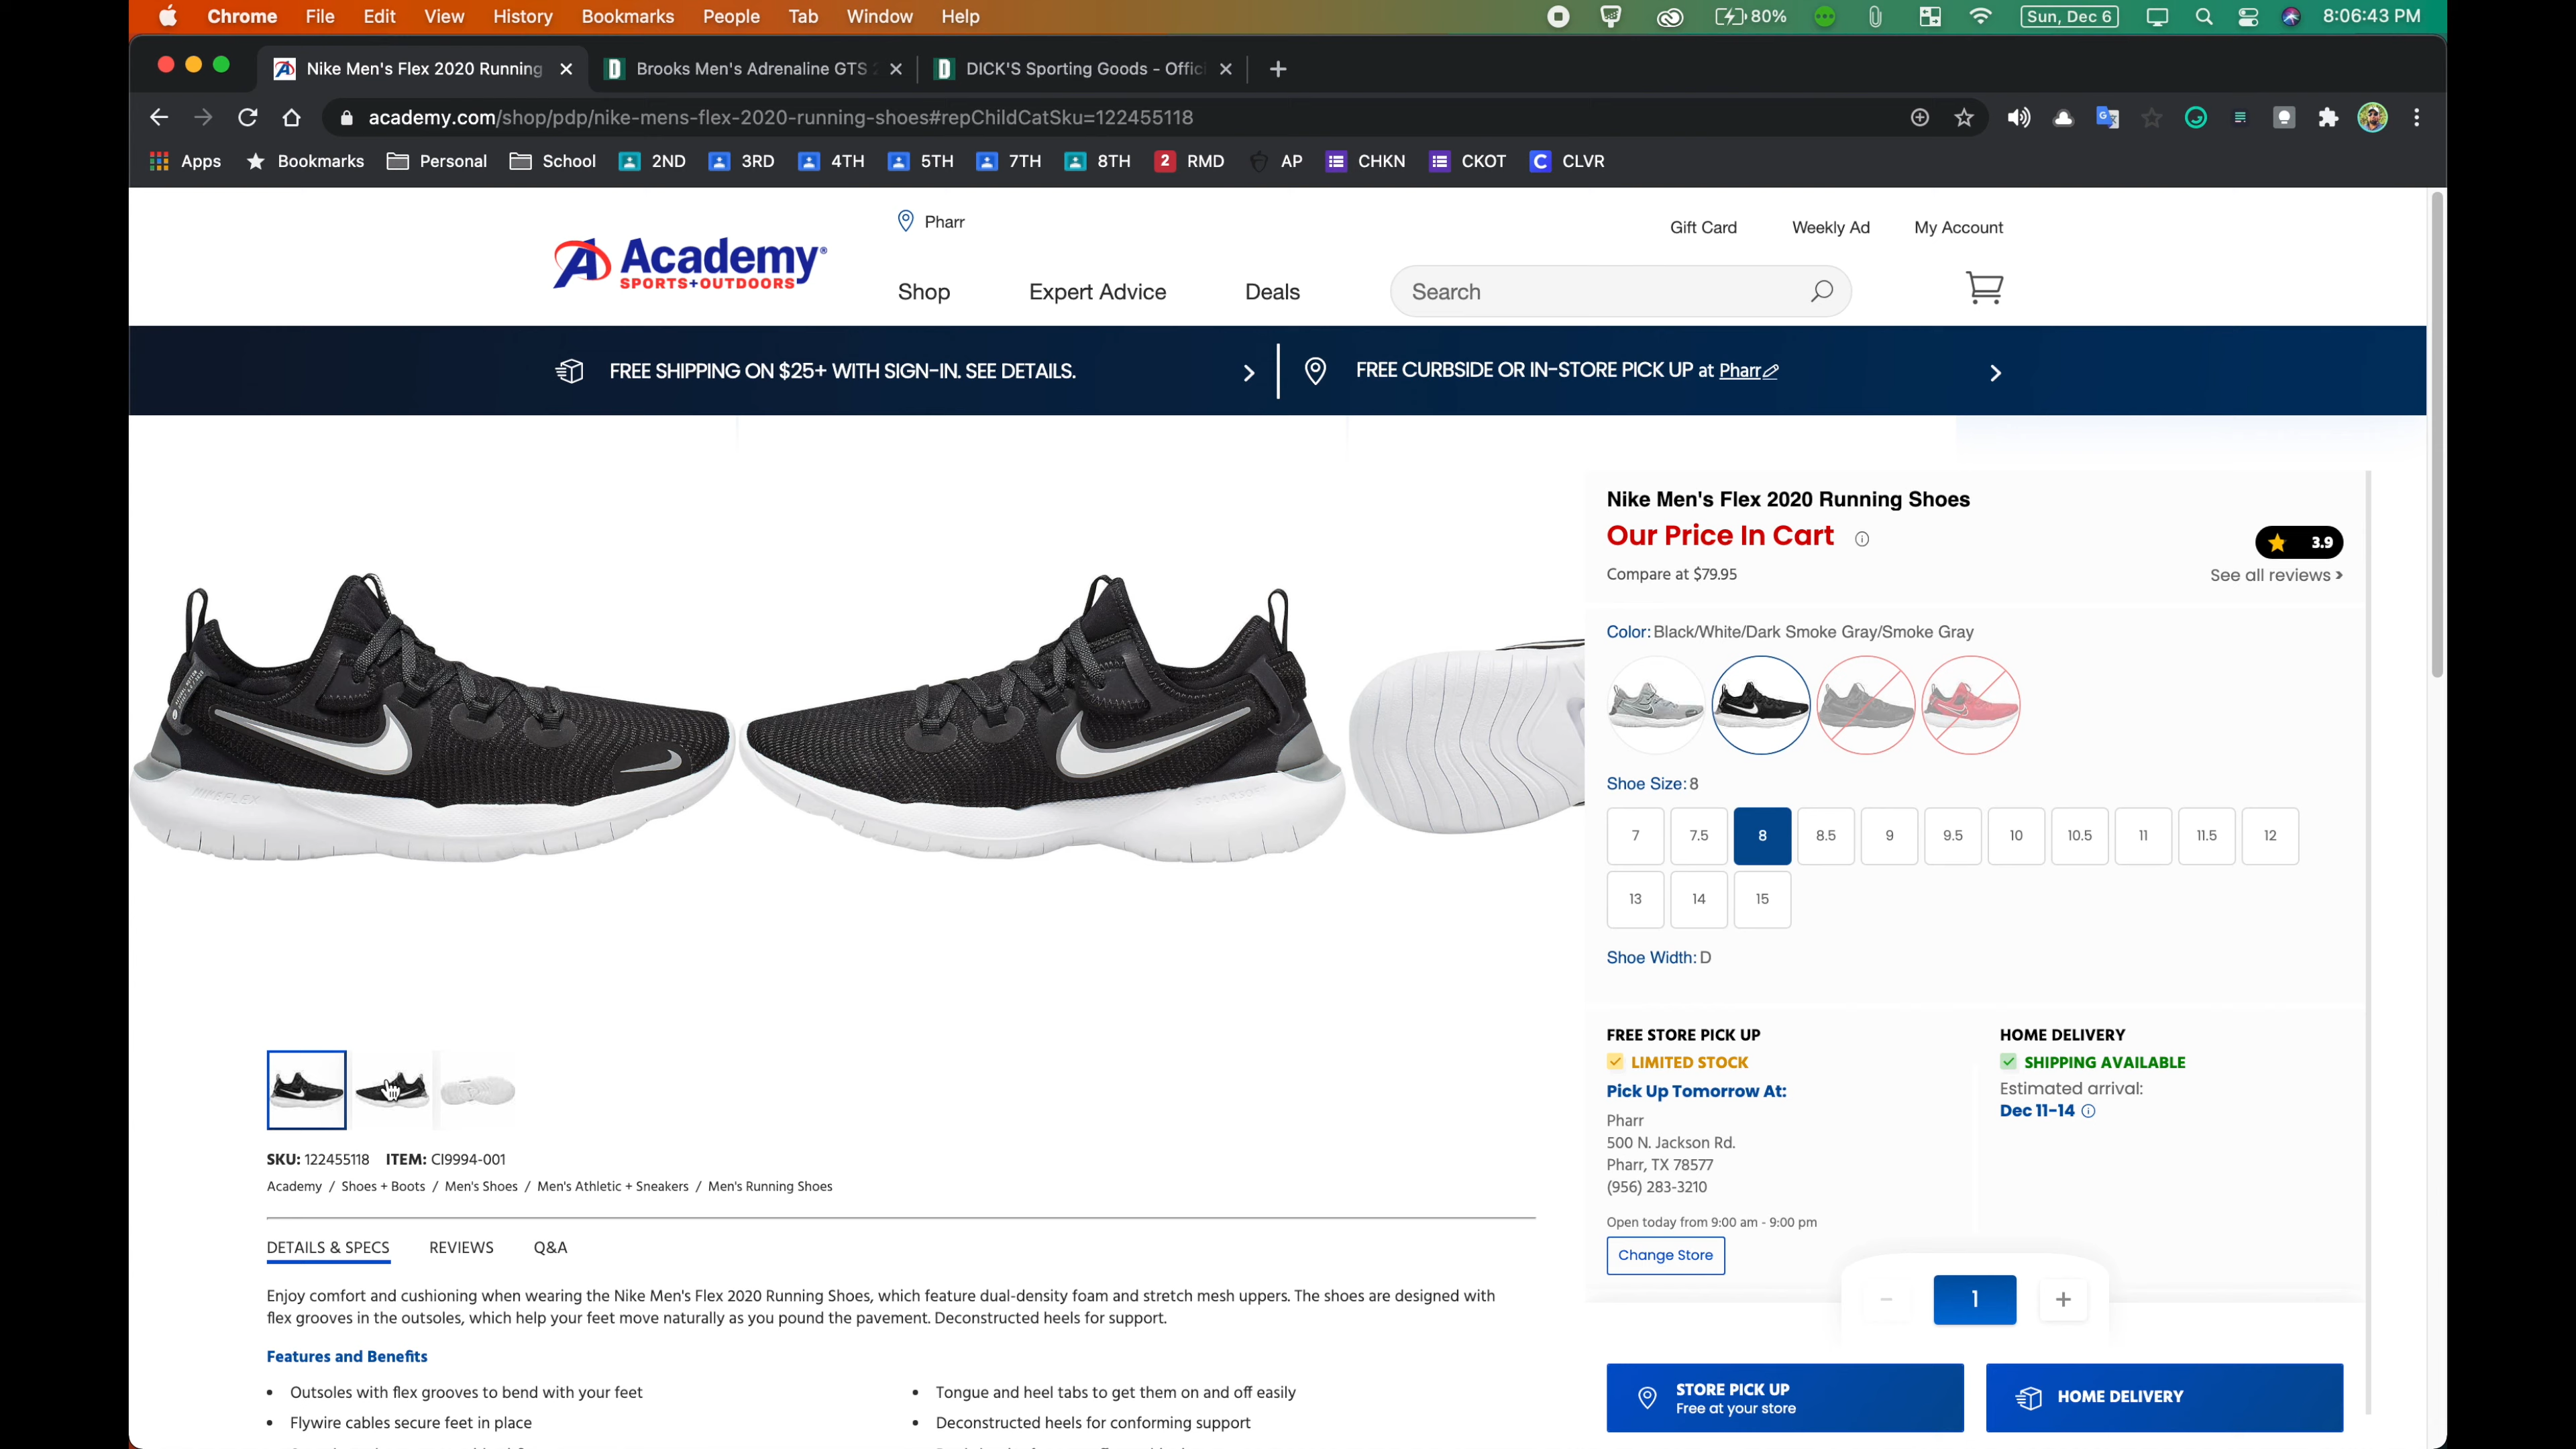 Chrome File Edit View History Bookmarks People Tab Window Help 80% Sun, Dec 6 8:06:43 PM
Nike Men's Flex 2020 Running Brooks Men's Adrenaline GTS DICK'S Sporting Goods - Offic
academy.com/shop/pdp/nike-mens-flex-2020-running-shoes#repChildCatSku=122455118
Apps Bookmarks Personal School 2ND 3RD 4TH 5TH 7TH 8TH 2 RMD AP CHKN CKOT C CLVR
Pharr
Gift Card Weekly Ad My Account
Academy
SPORTS+OUTDOORS
Shop Expert Advice Deals Search
FREE SHIPPING ON $25+ WITH SIGN-IN. SEE DETAILS. FREE CURBSIDE OR IN-STORE PICK UP at Pharr
Nike Men's Flex 2020 Running Shoes
Our Price In Cart
3.9
Compare at $79.95
See all reviews >
Color: Black/White/Dark Smoke Gray/Smoke Gray
Shoe Size: 8
7 7.5 8 8.5 9 9.5 10 10.5 11 11.5 12
13 14 15
Shoe Width: D
FREE STORE PICK UP
LIMITED STOCK
Pick Up Tomorrow At:
Pharr
500 N. Jackson Rd.
Pharr, TX 78577
(956) 283-3210
Open today from 9:00 am - 9:00 pm
Change Store
HOME DELIVERY
SHIPPING AVAILABLE
Estimated arrival:
Dec 11-14
1
STORE PICK UP
Free at your store
HOME DELIVERY
SKU: 122455118 ITEM: CI9994-001
Academy / Shoes + Boots / Men's Shoes / Men's Athletic + Sneakers / Men's Running Shoes
DETAILS & SPECS REVIEWS Q&A
Enjoy comfort and cushioning when wearing the Nike Men's Flex 2020 Running Shoes, which feature dual-density foam and stretch mesh uppers. The shoes are designed with
flex grooves in the outsoles, which help your feet move naturally as you pound the pavement. Deconstructed heels for support.
Features and Benefits
• Outsoles with flex grooves to bend with your feet
• Flywire cables secure feet in place
• Tongue and heel tabs to get them on and off easily
• Deconstructed heels for conforming support